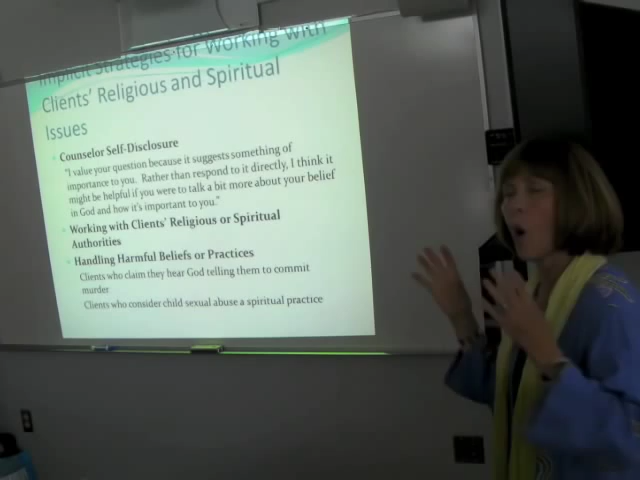 Implicit Strategies for Working with
Clients' Religious and Spiritual
Issues
Counselor Self-Disclosure
"I value your question because it suggests something of
importance to you. Rather than respond to it directly, I think it
might be helpful if you were to talk a bit more about your belief
in God and how it's important to you."
Working with Clients' Religious or Spiritual
Authorities
Handling Harmful Beliefs or Practices
Clients who claim they hear God telling them to commit
murder
Clients who consider child sexual abuse a spiritual practice